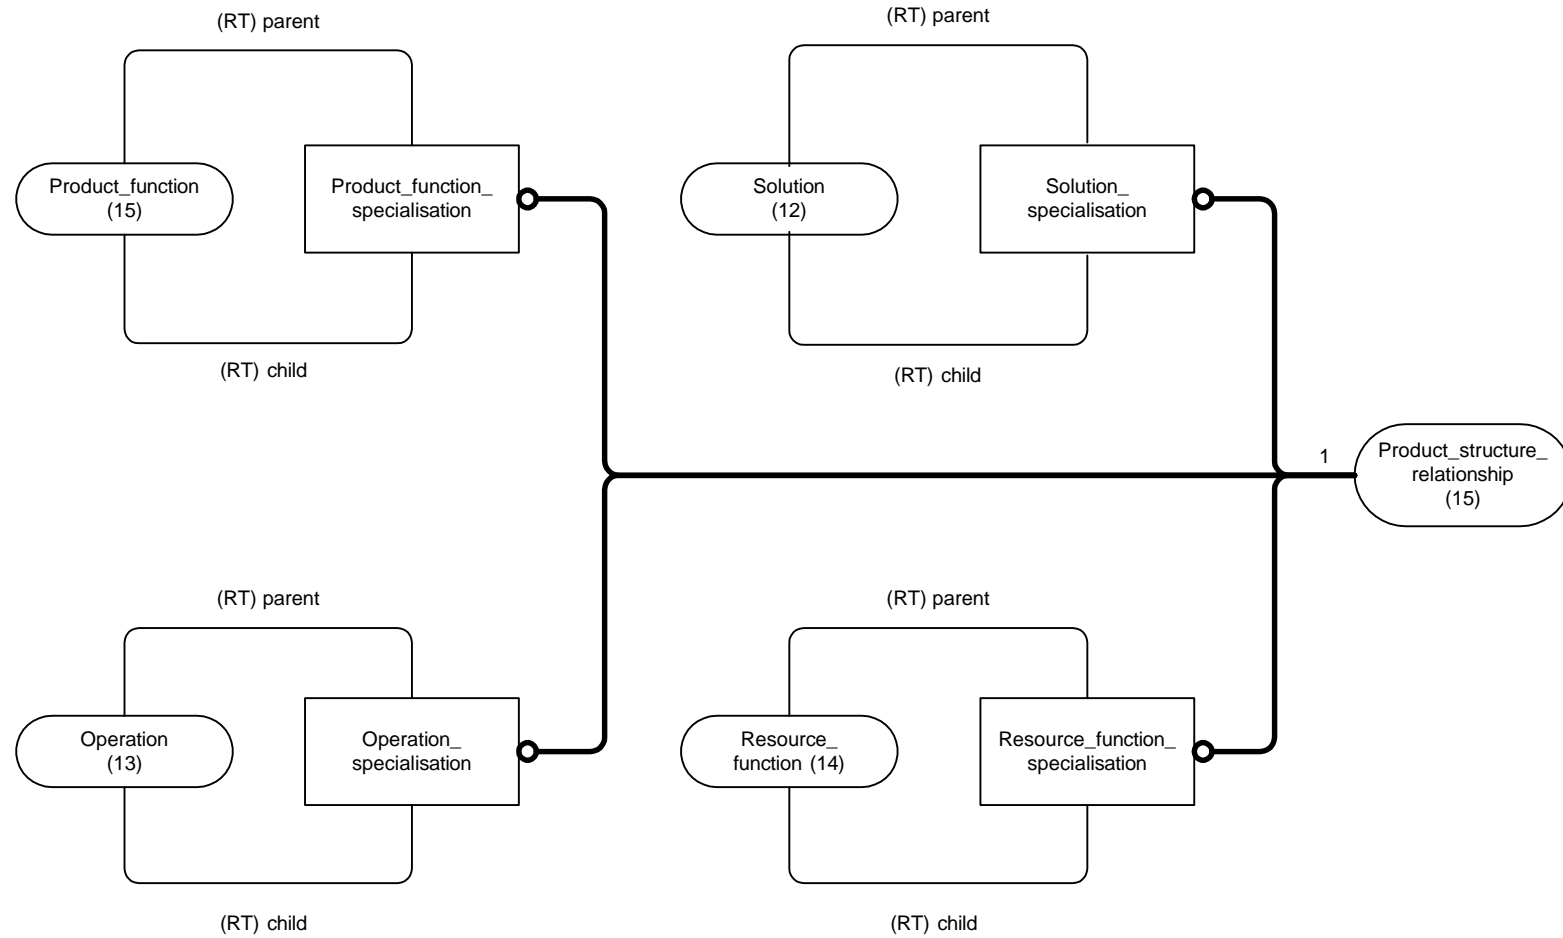 (RT) parent
Product_function
(15)
Product_function_
specialisation
(RT) child
(RT) parent
Solution
(12)
Solution_
specialisation
(RT) child
1
Product_structure_
relationship
(15)
(RT) parent
Operation
(13)
Operation_
specialisation
(RT) child
(RT) parent
Resource_
function (14)
Resource_function_
specialisation
(RT) child